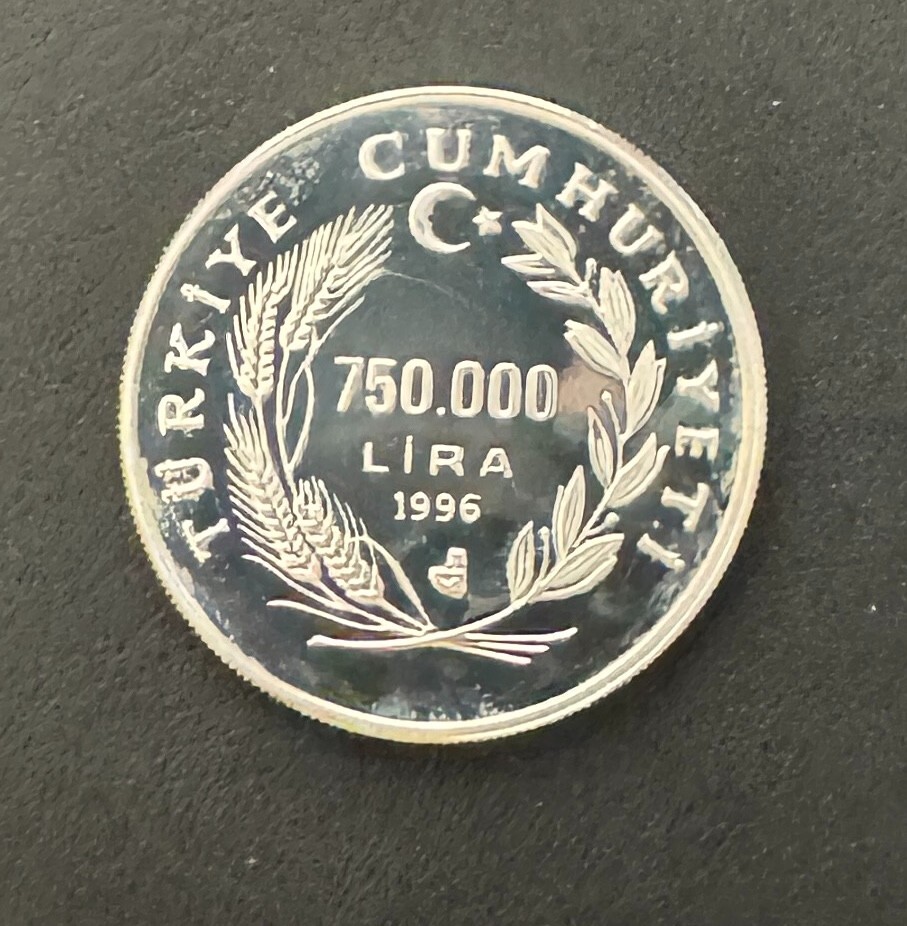 TÜRKİYE CUMHURİYETİ
750.000
LİRA
1996